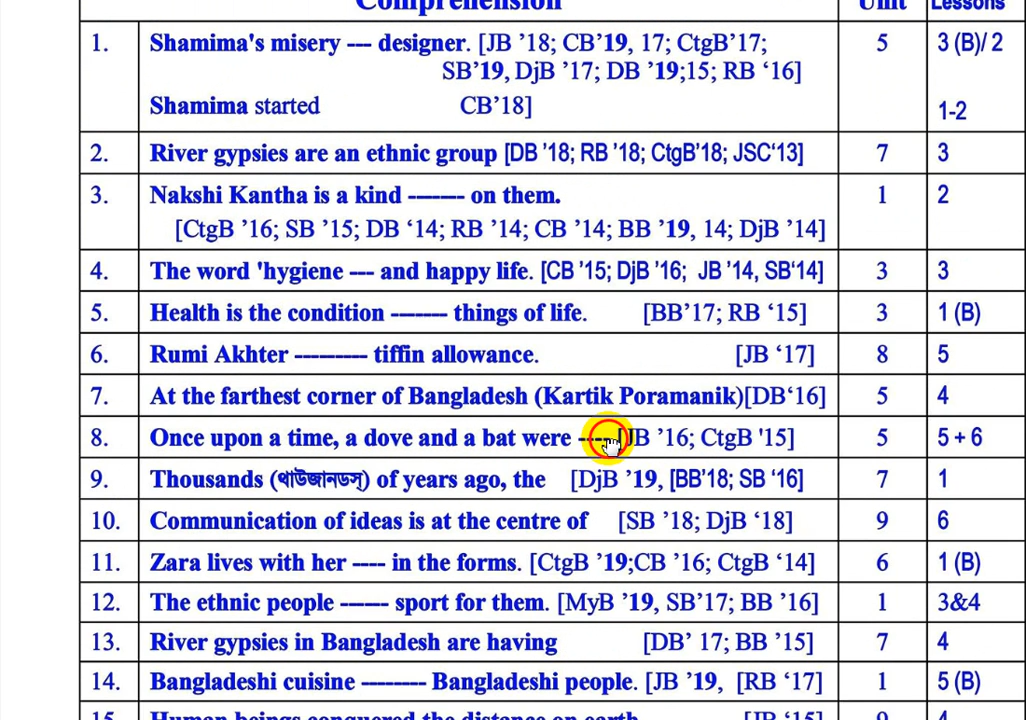 Comprehension Unit Lessons
1. Shamima's misery --- designer. [JB '18; CB'19, 17; CtgB'17; 5 3 (B)/ 2
SB'19, DjB '17; DB '19;15; RB '16]
Shamima started CB'18] 1-2
2. River gypsies are an ethnic group [DB '18; RB '18; CtgB'18; JSC'13] 7 3
3. Nakshi Kantha is a kind ------- on them. 1 2
[CtgB '16; SB '15; DB '14; RB '14; CB '14; BB '19, 14; DjB '14]
4. The word 'hygiene --- and happy life. [CB '15; DjB '16; JB '14, SB'14] 3 3
5. Health is the condition ------- things of life. [BB'17; RB '15] 3 1 (B)
6. Rumi Akhter --------- tiffin allowance. [JB '17] 8 5
7. At the farthest corner of Bangladesh (Kartik Poramanik)[DB'16] 5 4
8. Once upon a time, a dove and a bat were ---- [JB '16; CtgB '15] 5 5 + 6
9. Thousands (থাউজানডস্) of years ago, the [DjB '19, [BB'18; SB '16] 7 1
10. Communication of ideas is at the centre of [SB '18; DjB '18] 9 6
11. Zara lives with her ---- in the forms. [CtgB '19;CB '16; CtgB '14] 6 1 (B)
12. The ethnic people ------ sport for them. [MyB '19, SB'17; BB '16] 1 3&4
13. River gypsies in Bangladesh are having [DB' 17; BB '15] 7 4
14. Bangladeshi cuisine -------- Bangladeshi people. [JB '19, [RB '17] 1 5 (B)
15. Human beings conquered the distance on earth [JB '15] 9 4